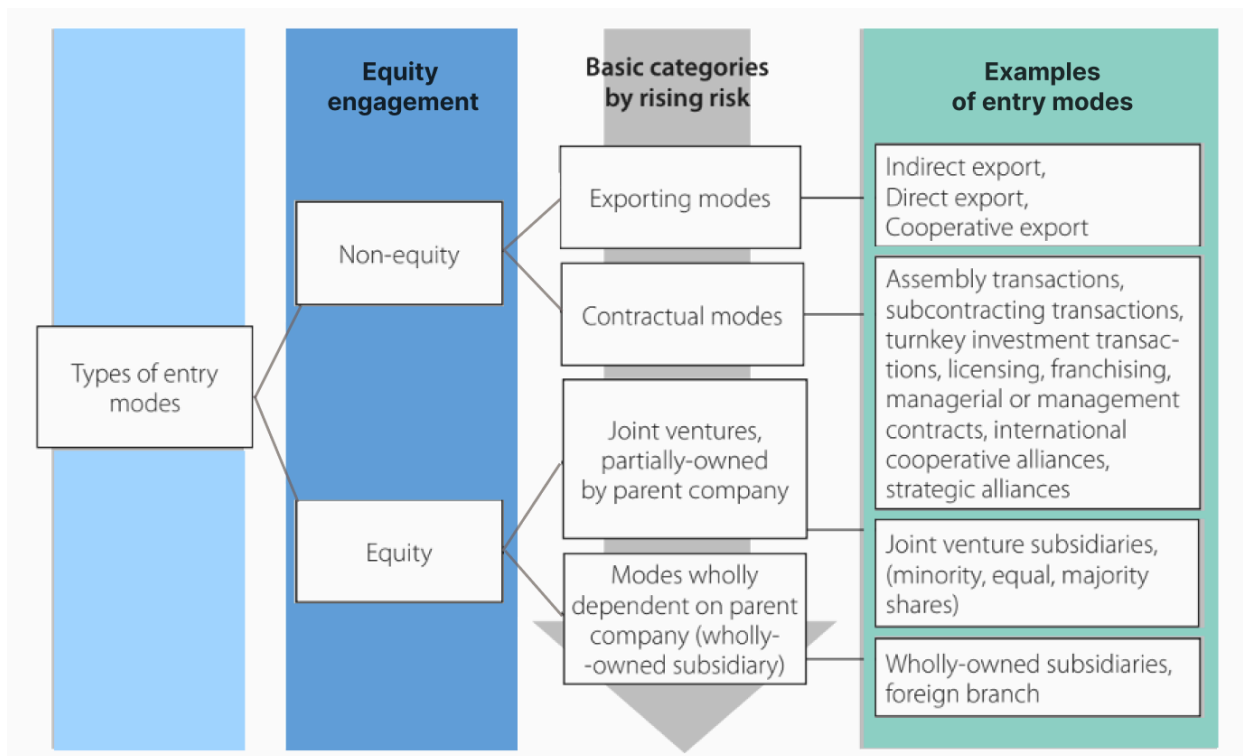 Equity
engagement
Basic categories
by rising risk
Examples
of entry modes
Types of entry
modes
Non-equity
Equity
Exporting modes
Contractual modes
Joint ventures,
partially-owned
by parent company
Modes wholly
dependent on parent
company (wholly-
-owned subsidiary)
Indirect export,
Direct export,
Cooperative export
Assembly transactions,
subcontracting transactions,
turnkey investment transac-
tions, licensing, franchising,
managerial or management
contracts, international
cooperative alliances,
strategic alliances
Joint venture subsidiaries,
(minority, equal, majority
shares)
Wholly-owned subsidiaries,
foreign branch